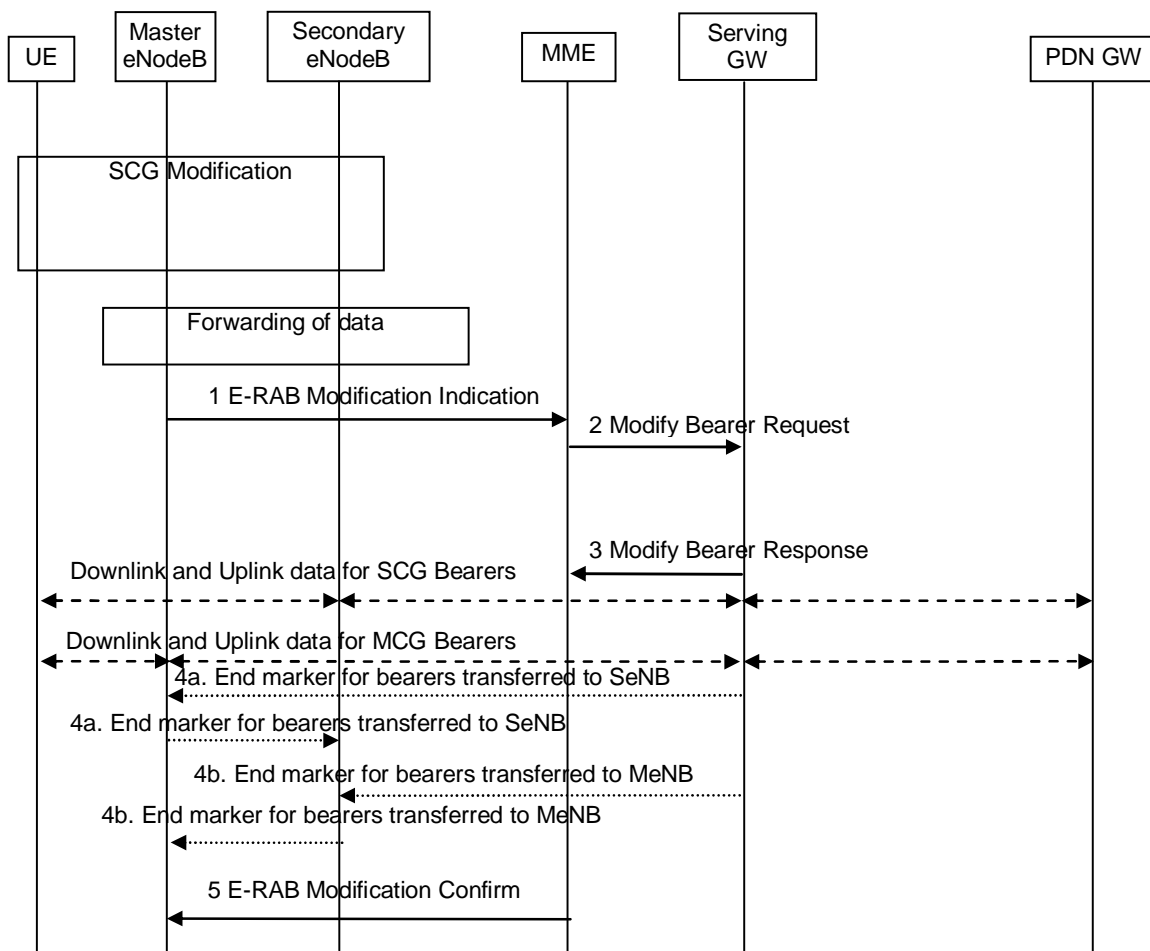 UE
Master
eNodeB
Secondary
eNodeB
MME
Serving
GW
PDN GW
SCG Modification
Forwarding of data
1 E-RAB Modification Indication
2 Modify Bearer Request
3 Modify Bearer Response
Downlink and Uplink data for SCG Bearers
Downlink and Uplink data for MCG Bearers
4a. End marker for bearers transferred to SeNB
4a. End marker for bearers transferred to SeNB
4b. End marker for bearers transferred to MeNB
4b. End marker for bearers transferred to MeNB
5 E-RAB Modification Confirm